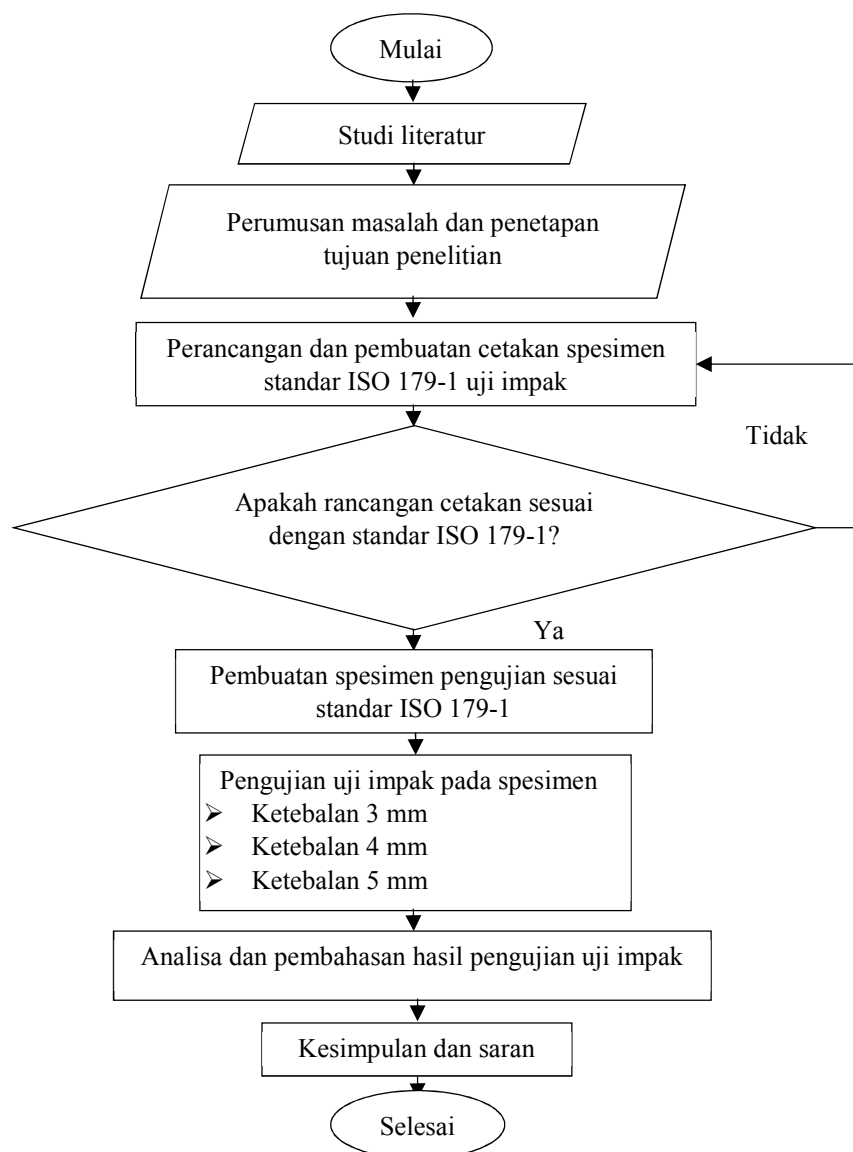 Mulai
Studi literatur
Perumusan masalah dan penetapan
tujuan penelitian
Perancangan dan pembuatan cetakan spesimen
standar ISO 179-1 uji impak
Tidak
Apakah rancangan cetakan sesuai
dengan standar ISO 179-1?
Ya
Pembuatan spesimen pengujian sesuai
standar ISO 179-1
Pengujian uji impak pada spesimen
➢ Ketebalan 3 mm
➢ Ketebalan 4 mm
➢ Ketebalan 5 mm
Analisa dan pembahasan hasil pengujian uji impak
Kesimpulan dan saran
Selesai